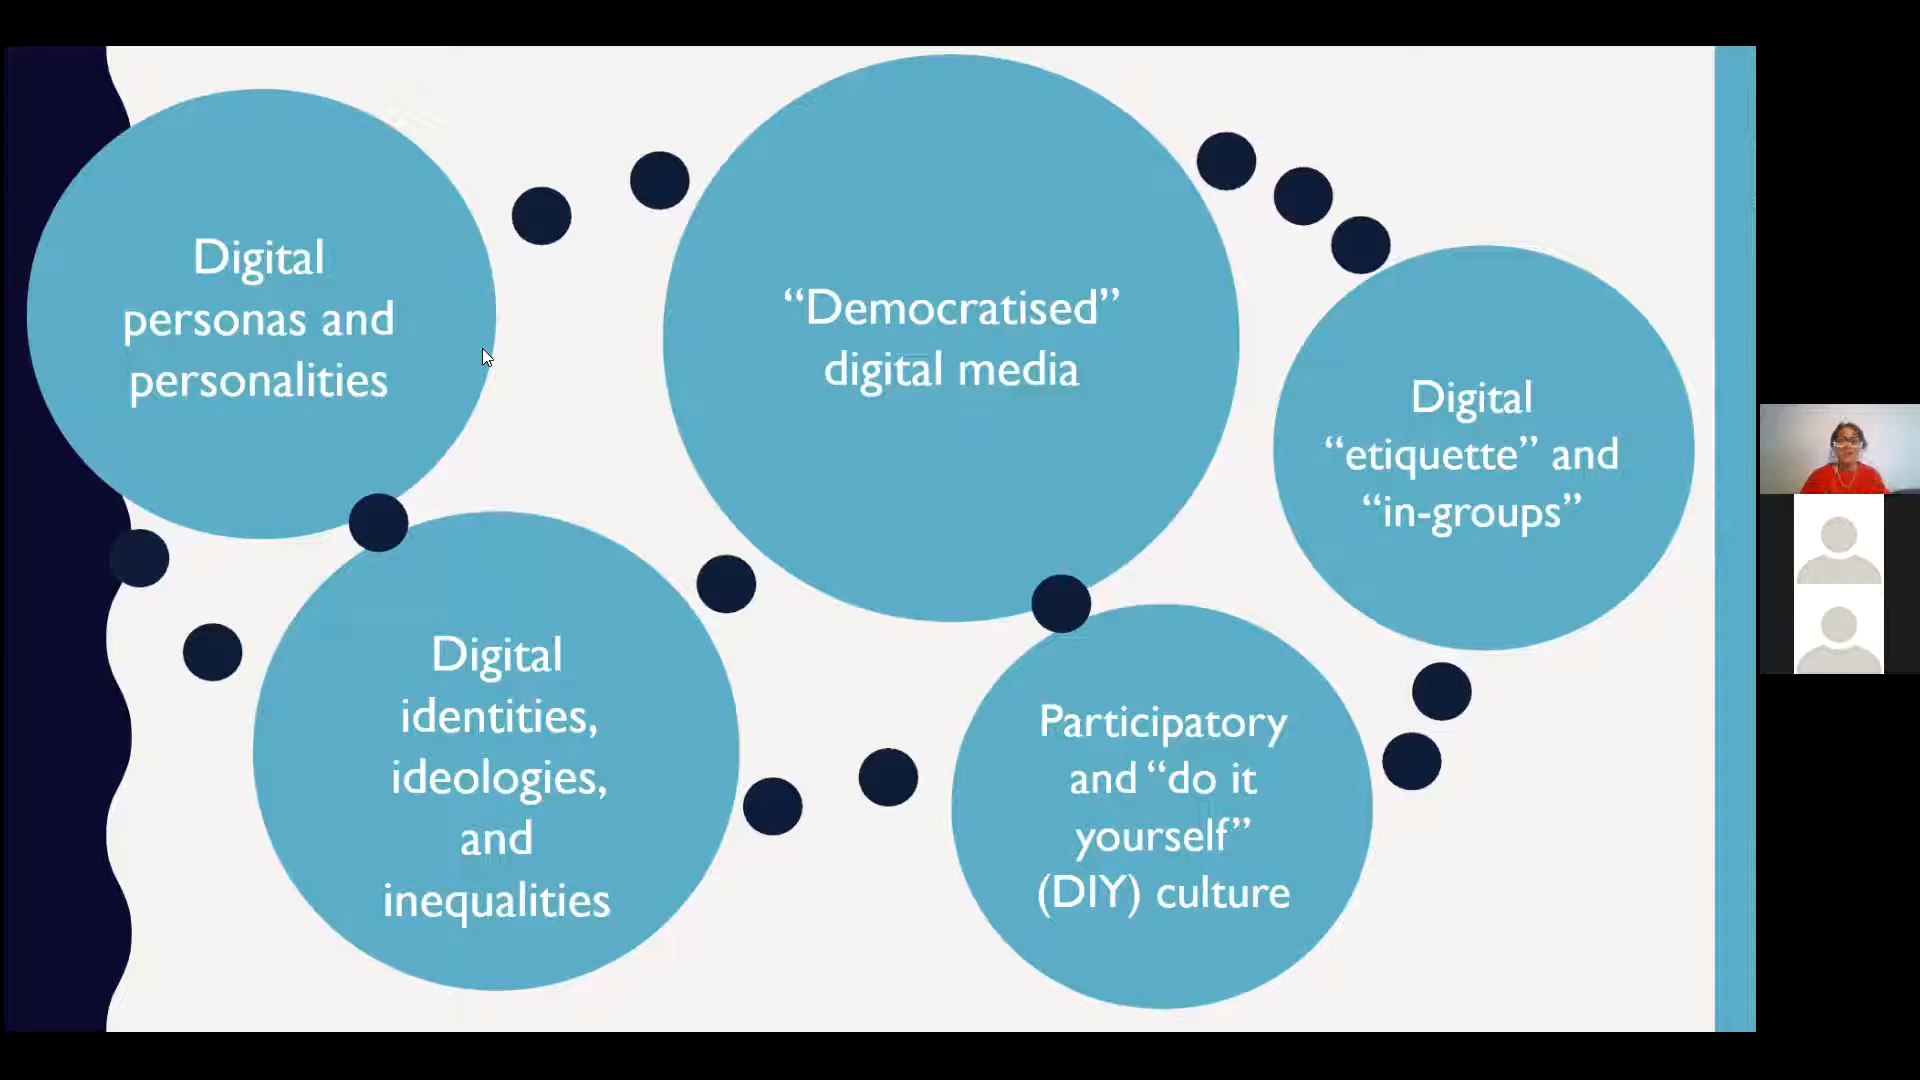 Digital
personas and
personalities
“Democratised”
digital media
Digital
“etiquette” and
“in-groups”
Digital
identities,
ideologies,
and
inequalities
Participatory
and “do it
yourself”
(DIY) culture